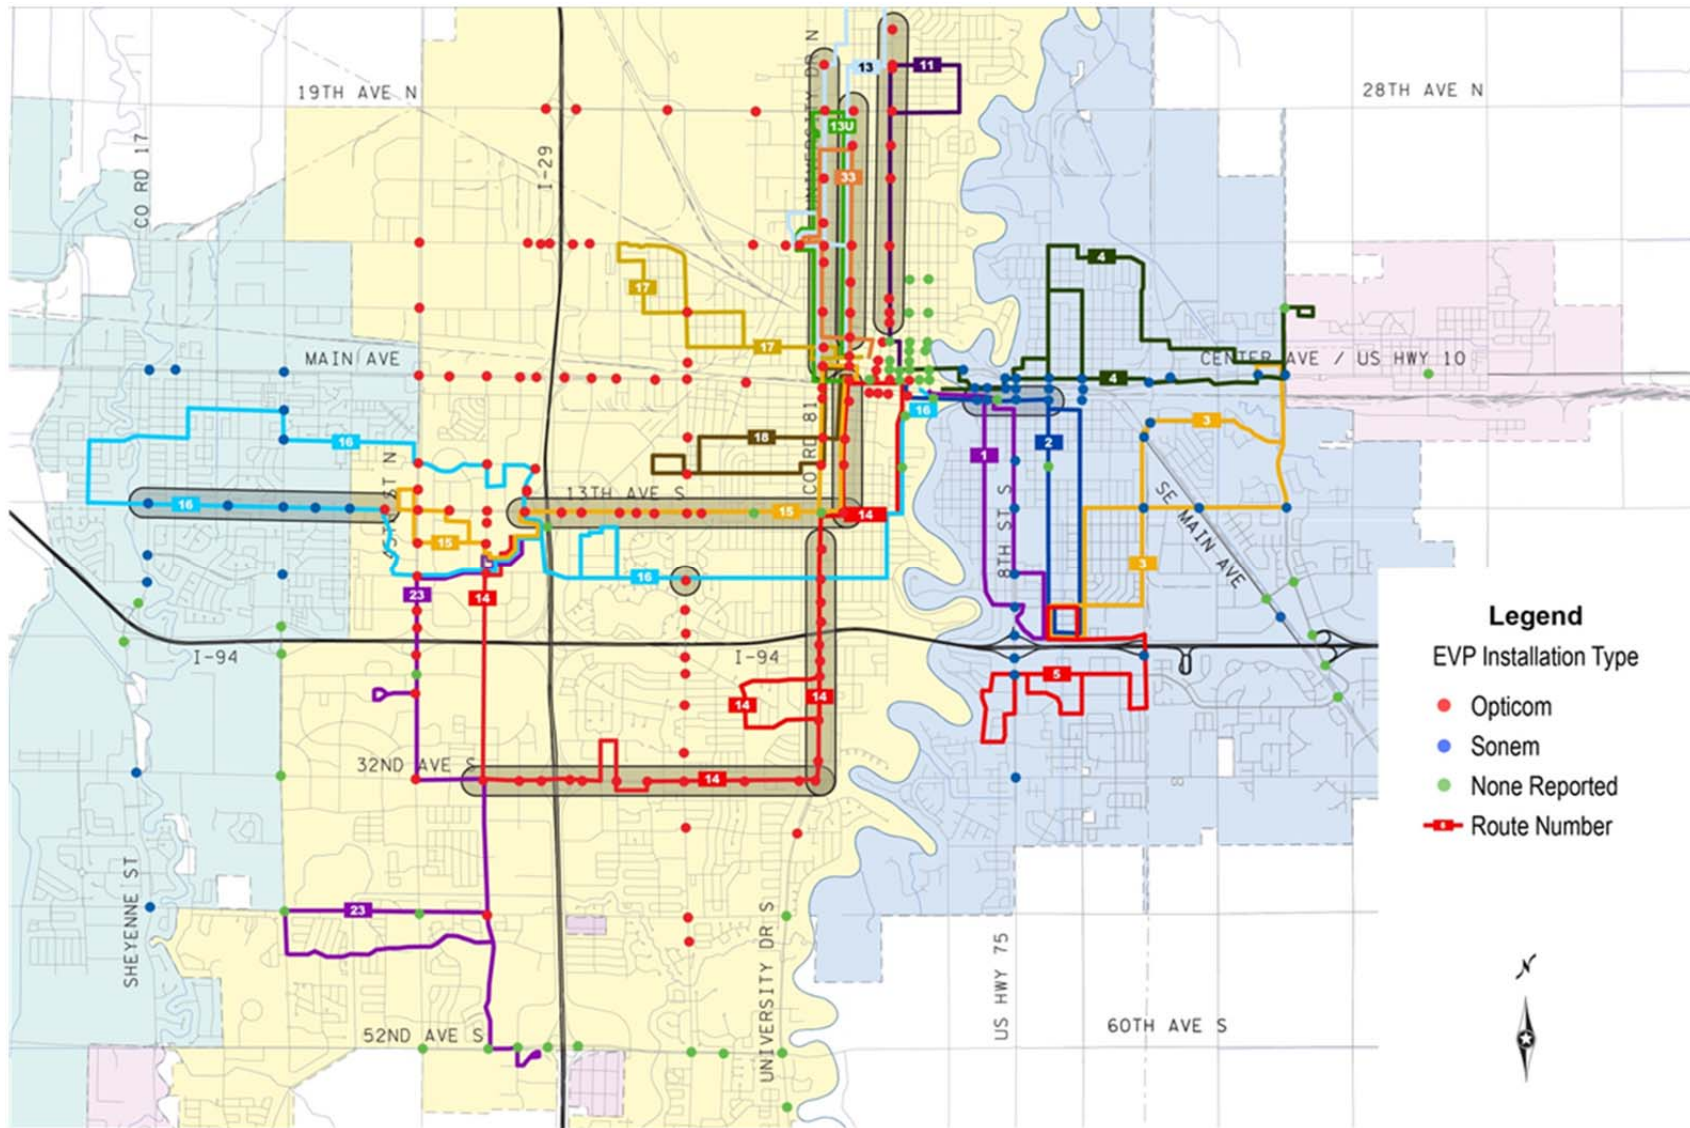 UNIVERSITY DR N
13
11
19TH AVE N
28TH AVE N
13U
CO RD 17
I-29
33
4
17
17
MAIN AVE
CENTER AVE / US HWY 10
4
16
16
3
18
2
1
CO RD 81
13TH AVE S
16
15
14
8TH ST S
SE MAIN AVE
15
3
16
23
14
I-94
I-94
5
14
14
32ND AVE S
14
Legend
EVP Installation Type
Opticom
Sonem
None Reported
Route Number
SHEYENNE ST
23
UNIVERSITY DR S
US HWY 75
52ND AVE S
60TH AVE S
N